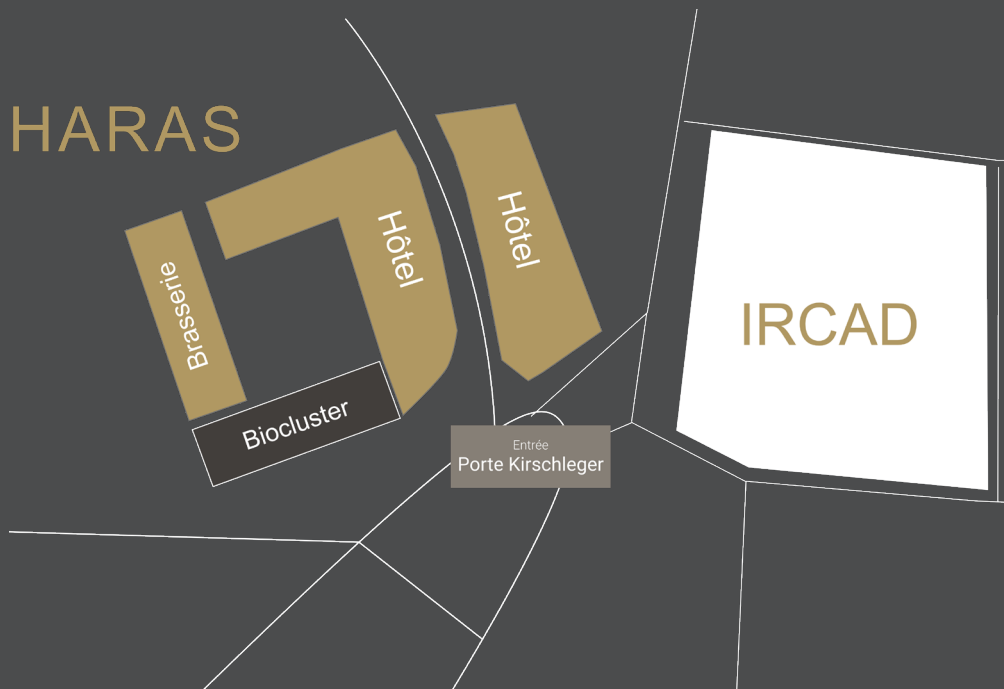 HARAS
Hôtel
Hôtel
Brasserie
IRCAD
Biocluster
Entrée
Porte Kirschleger